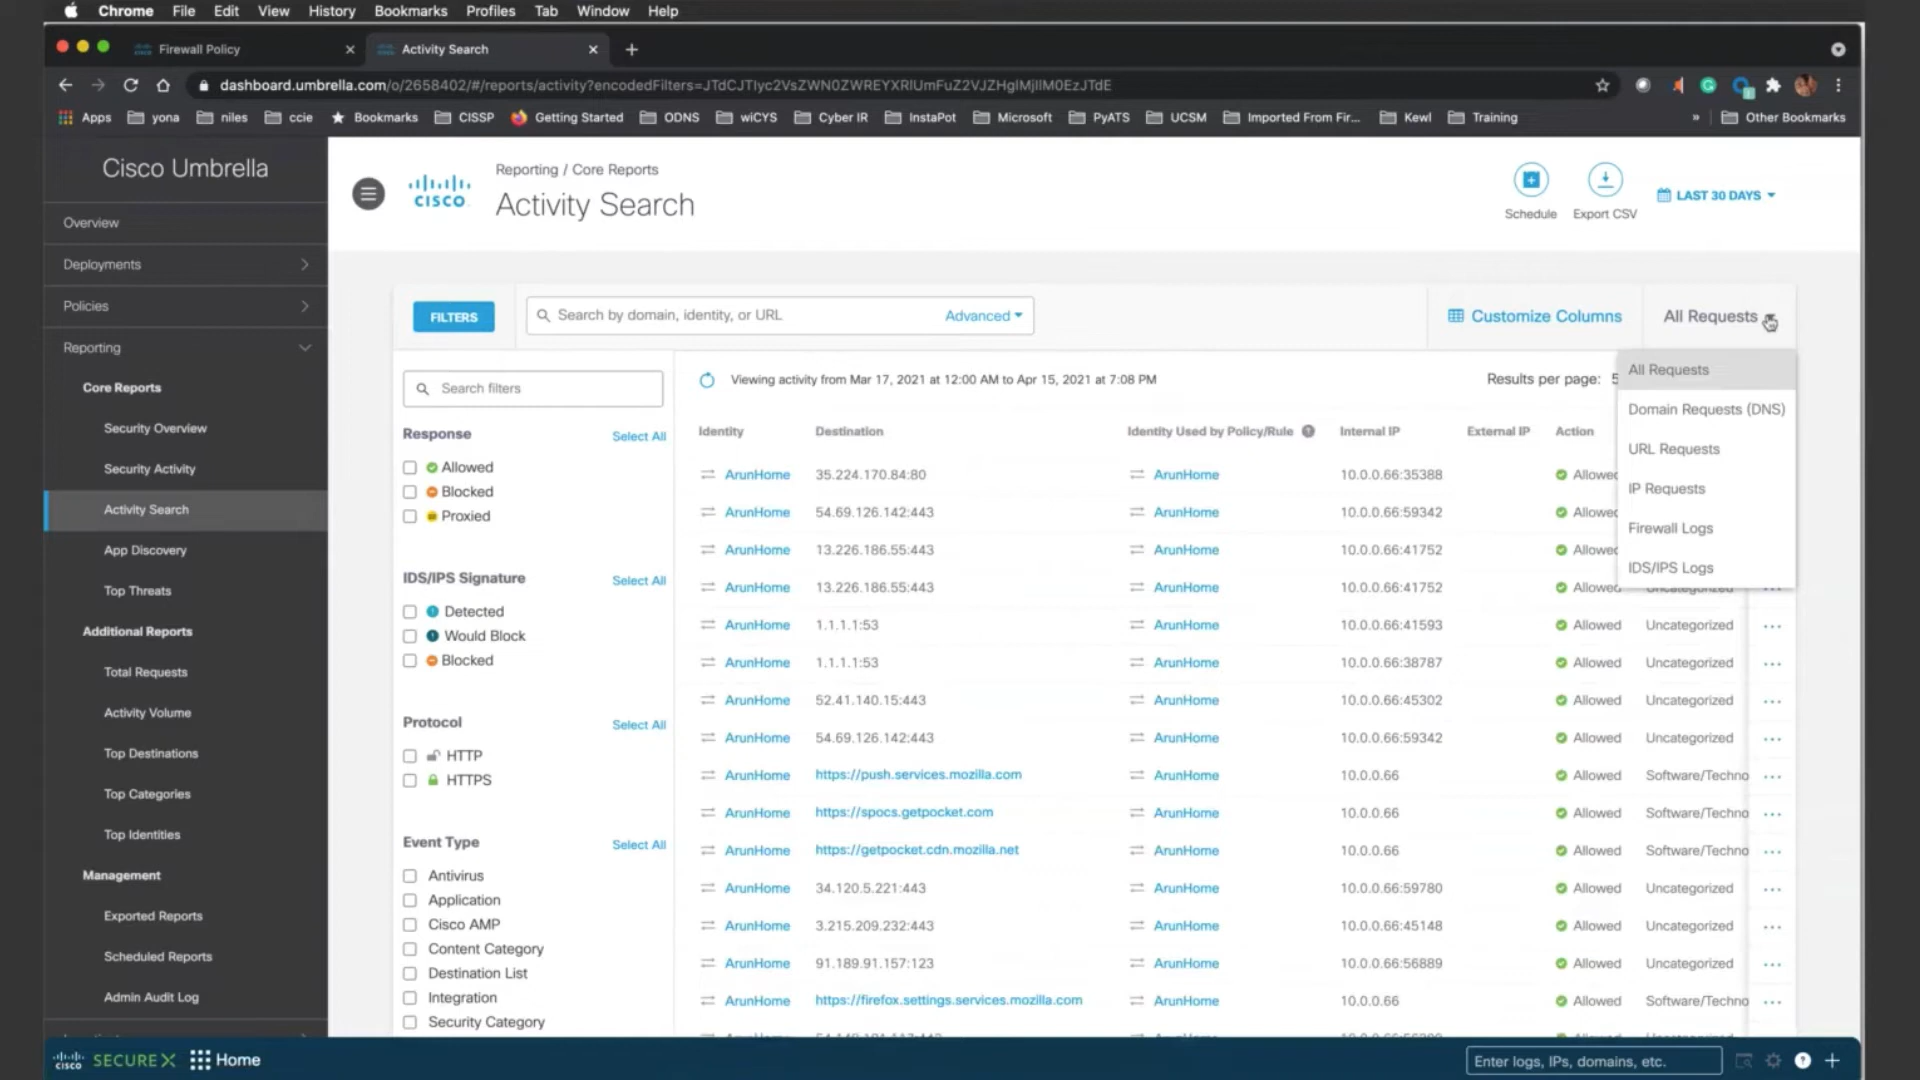 Chrome File Edit View History Bookmarks Profiles Tab Window Help
Firewall Policy
Activity Search
dashboard.umbrella.com/o/2658402/#/reports/activity?encodedFilters=JTdCJTIyc2VsZWN0ZWREYXRlUmFuZ2VJZHglMjIlM0EzJTdE
Apps yona niles ccie Bookmarks CISSP Getting Started ODNS wiCYS Cyber IR InstaPot Microsoft PyATS UCSM Imported From Fir... Kewl Training » Other Bookmarks
Cisco Umbrella
Overview
Deployments
Policies
Reporting
Core Reports
Security Overview
Security Activity
Activity Search
App Discovery
Top Threats
Additional Reports
Total Requests
Activity Volume
Top Destinations
Top Categories
Top Identities
Management
Exported Reports
Scheduled Reports
Admin Audit Log
CISCO
Reporting / Core Reports
Activity Search
Schedule
Export CSV
LAST 30 DAYS
FILTERS
Search by domain, identity, or URL
Advanced
Customize Columns
All Requests
All Requests
Domain Requests (DNS)
URL Requests
IP Requests
Firewall Logs
IDS/IPS Logs
Search filters
Response Select All
Allowed
Blocked
Proxied
IDS/IPS Signature Select All
Detected
Would Block
Blocked
Protocol Select All
HTTP
HTTPS
Event Type Select All
Antivirus
Application
Cisco AMP
Content Category
Destination List
Integration
Security Category
Viewing activity from Mar 17, 2021 at 12:00 AM to Apr 15, 2021 at 7:08 PM
Results per page: 5
Identity Destination Identity Used by Policy/Rule Internal IP External IP Action
ArunHome 35.224.170.84:80 ArunHome 10.0.0.66:35388 Allowed
ArunHome 54.69.126.142:443 ArunHome 10.0.0.66:59342 Allowed
ArunHome 13.226.186.55:443 ArunHome 10.0.0.66:41752 Allowed
ArunHome 13.226.186.55:443 ArunHome 10.0.0.66:41752 Allowed Uncategorized
ArunHome 1.1.1.1:53 ArunHome 10.0.0.66:41593 Allowed Uncategorized
ArunHome 1.1.1.1:53 ArunHome 10.0.0.66:38787 Allowed Uncategorized
ArunHome 52.41.140.15:443 ArunHome 10.0.0.66:45302 Allowed Uncategorized
ArunHome 54.69.126.142:443 ArunHome 10.0.0.66:59342 Allowed Uncategorized
ArunHome https://push.services.mozilla.com ArunHome 10.0.0.66 Allowed Software/Techno
ArunHome https://spocs.getpocket.com ArunHome 10.0.0.66 Allowed Software/Techno
ArunHome https://getpocket.cdn.mozilla.net ArunHome 10.0.0.66 Allowed Software/Techno
ArunHome 34.120.5.221:443 ArunHome 10.0.0.66:59780 Allowed Uncategorized
ArunHome 3.215.209.232:443 ArunHome 10.0.0.66:45148 Allowed Uncategorized
ArunHome 91.189.91.157:123 ArunHome 10.0.0.66:56889 Allowed Uncategorized
ArunHome https://firefox.settings.services.mozilla.com ArunHome 10.0.0.66 Allowed Software/Techno
CISCO SECUREX Home
Enter logs, IPs, domains, etc.